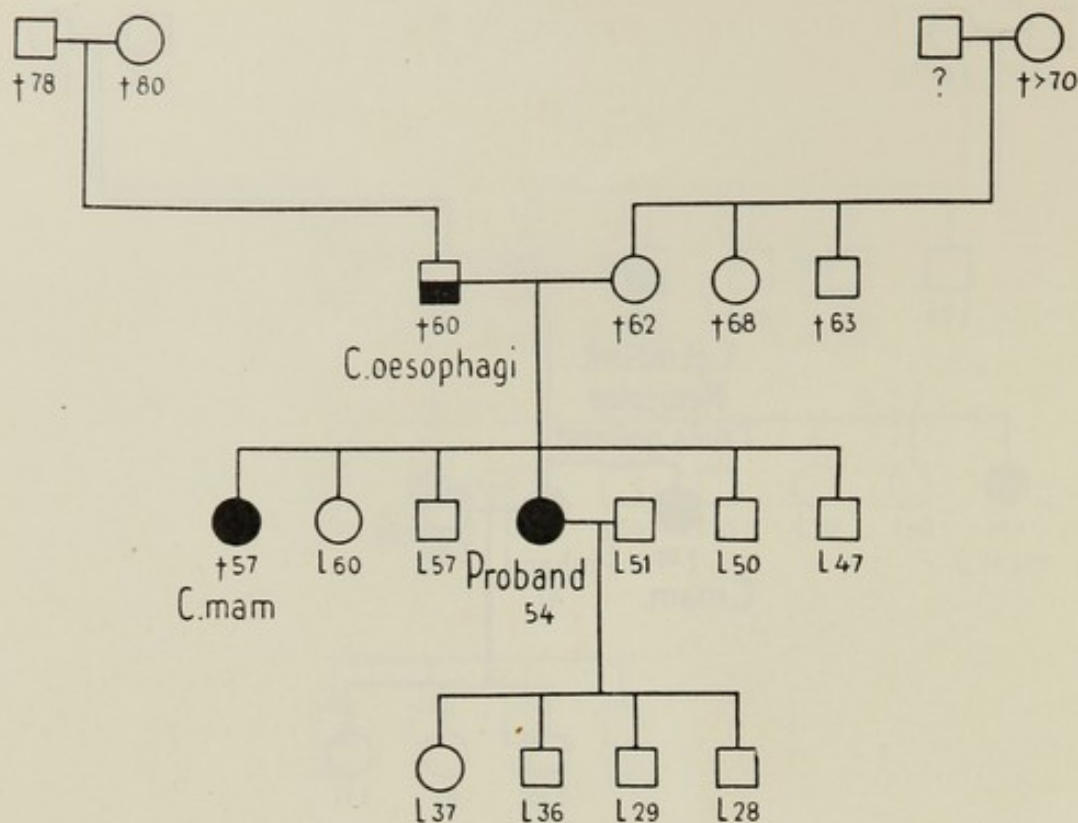 †78 †80 ? †>70
†60 †62 †68 †63
C.oesophagi
†57 L60 L57 Proband L51 L50 L47
C.mam 54
L37 L36 L29 L28